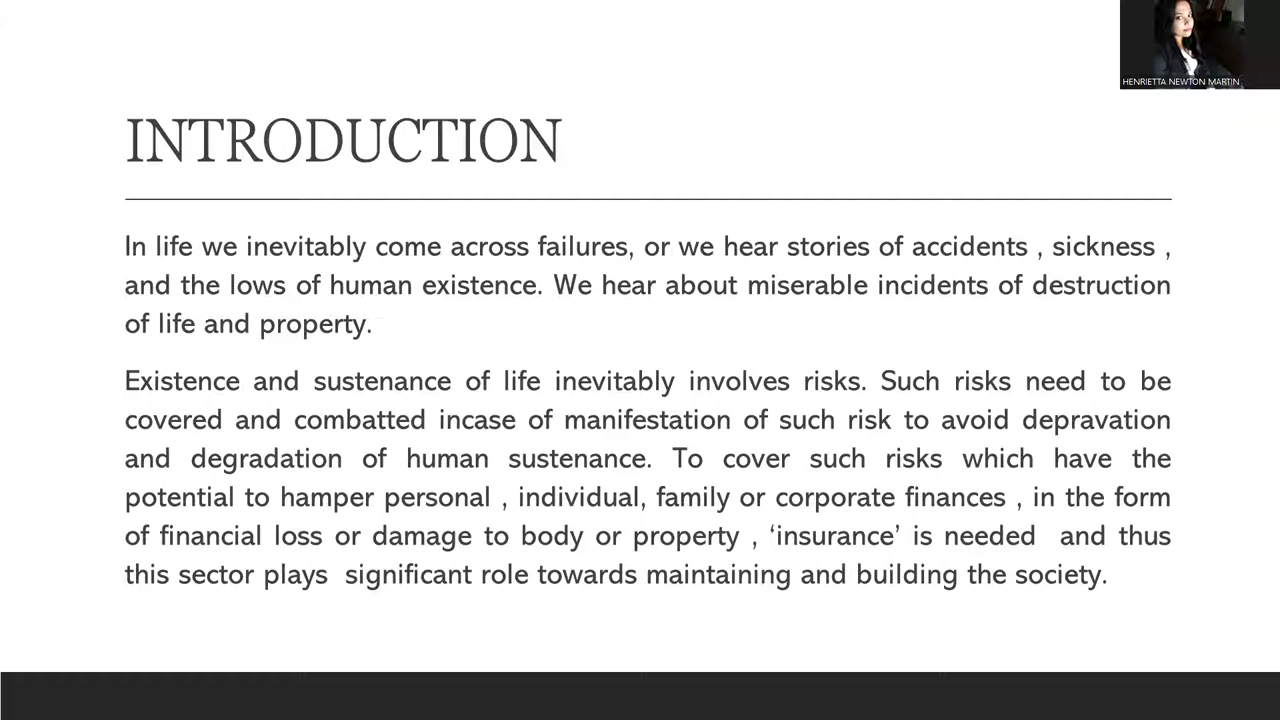 HENRIETTA NEWTON MARTIN
INTRODUCTION
In life we inevitably come across failures, or we hear stories of accidents , sickness ,
and the lows of human existence. We hear about miserable incidents of destruction
of life and property.
Existence and sustenance of life inevitably involves risks. Such risks need to be
covered and combatted incase of manifestation of such risk to avoid depravation
and degradation of human sustenance. To cover such risks which have the
potential to hamper personal , individual, family or corporate finances , in the form
of financial loss or damage to body or property , ‘insurance’ is needed  and thus
this sector plays  significant role towards maintaining and building the society.